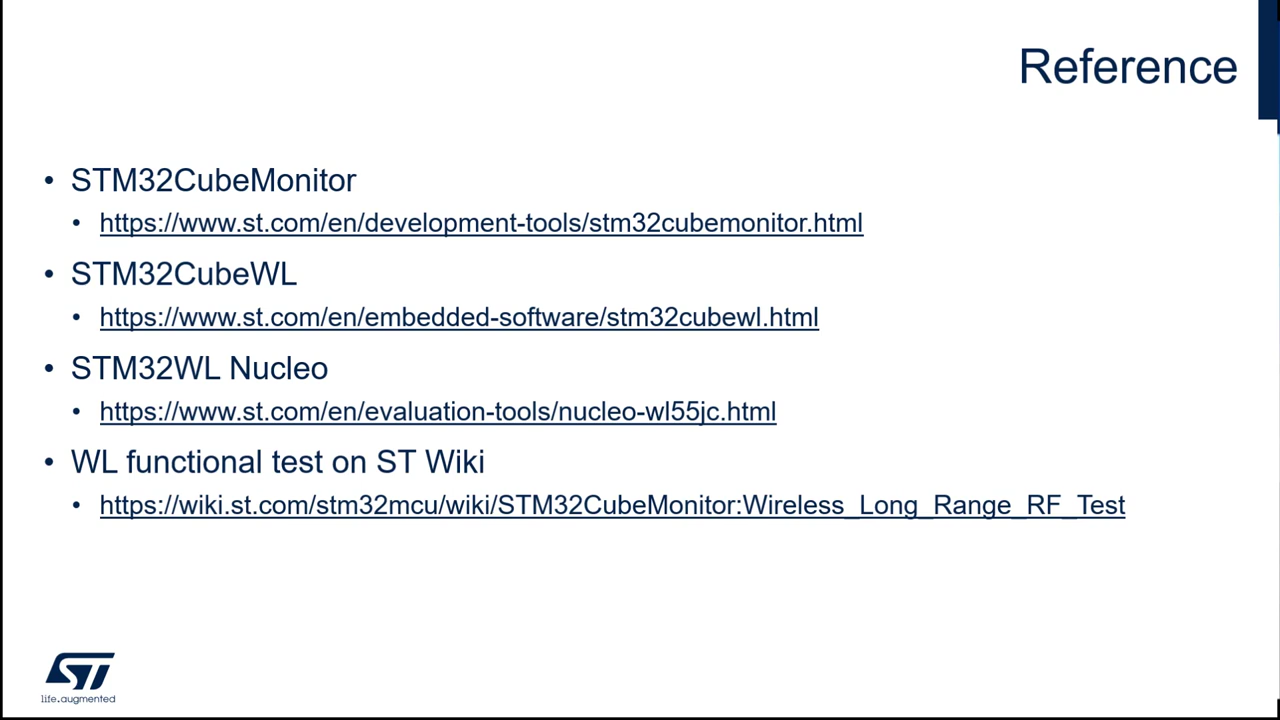 Reference
• STM32CubeMonitor
• https://www.st.com/en/development-tools/stm32cubemonitor.html
• STM32CubeWL
• https://www.st.com/en/embedded-software/stm32cubewl.html
• STM32WL Nucleo
• https://www.st.com/en/evaluation-tools/nucleo-wl55jc.html
• WL functional test on ST Wiki
• https://wiki.st.com/stm32mcu/wiki/STM32CubeMonitor:Wireless_Long_Range_RF_Test
ST
life.augmented